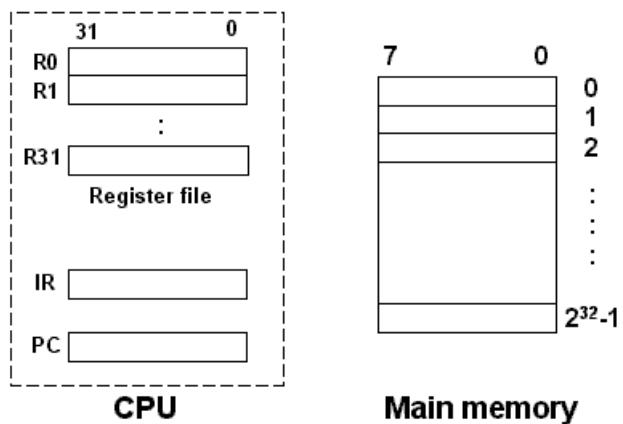 31 0
R0
R1
:
R31
Register file
IR
PC
CPU
7 0
0
1
2
:
:
:
2³²-1
Main memory